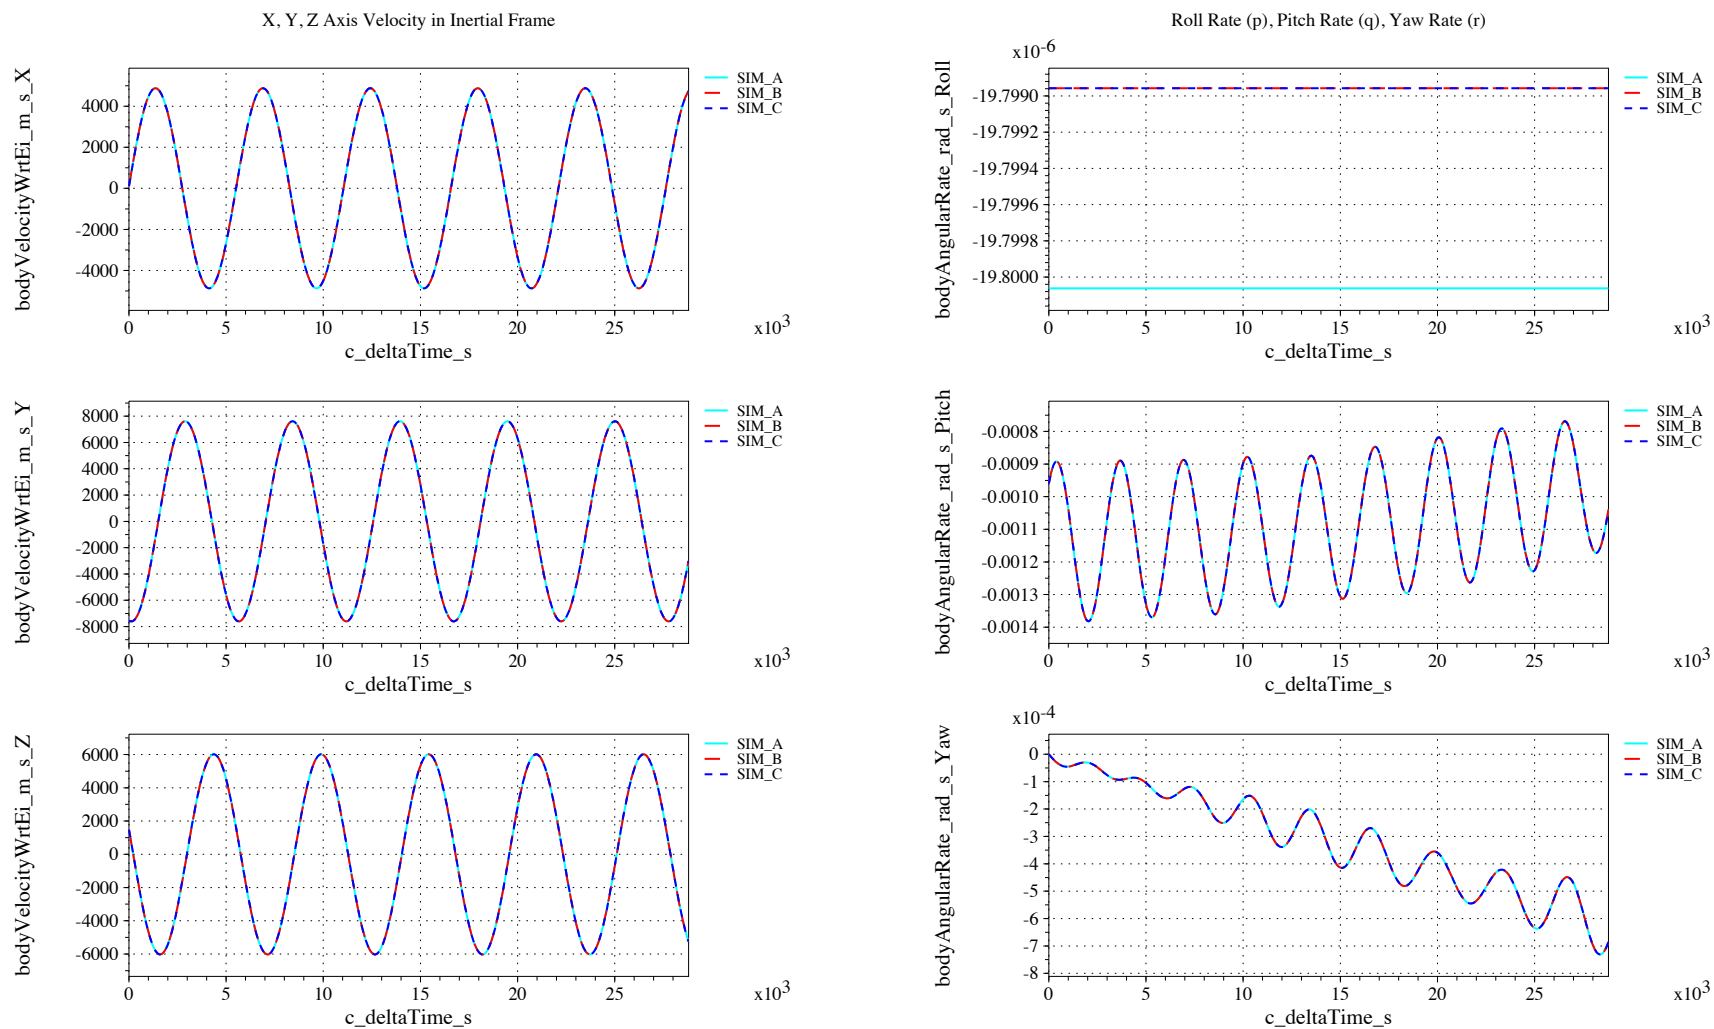 X, Y, Z Axis Velocity in Inertial Frame
bodyVelocityWrtEi_m_s_X
4000
2000
0
-2000
-4000
0 5 10 15 20 25
x103
c_deltaTime_s
SIM_A
SIM_B
SIM_C
bodyVelocityWrtEi_m_s_Y
8000
6000
4000
2000
0
-2000
-4000
-6000
-8000
0 5 10 15 20 25
x103
c_deltaTime_s
SIM_A
SIM_B
SIM_C
bodyVelocityWrtEi_m_s_Z
6000
4000
2000
0
-2000
-4000
-6000
0 5 10 15 20 25
x103
c_deltaTime_s
SIM_A
SIM_B
SIM_C
Roll Rate (p), Pitch Rate (q), Yaw Rate (r)
x10-6
bodyAngularRate_rad_s_Roll
-19.7990
-19.7992
-19.7994
-19.7996
-19.7998
-19.8000
0 5 10 15 20 25
x103
c_deltaTime_s
SIM_A
SIM_B
SIM_C
bodyAngularRate_rad_s_Pitch
-0.0008
-0.0009
-0.0010
-0.0011
-0.0012
-0.0013
-0.0014
0 5 10 15 20 25
x103
c_deltaTime_s
SIM_A
SIM_B
SIM_C
x10-4
bodyAngularRate_rad_s_Yaw
0
-1
-2
-3
-4
-5
-6
-7
-8
0 5 10 15 20 25
x103
c_deltaTime_s
SIM_A
SIM_B
SIM_C